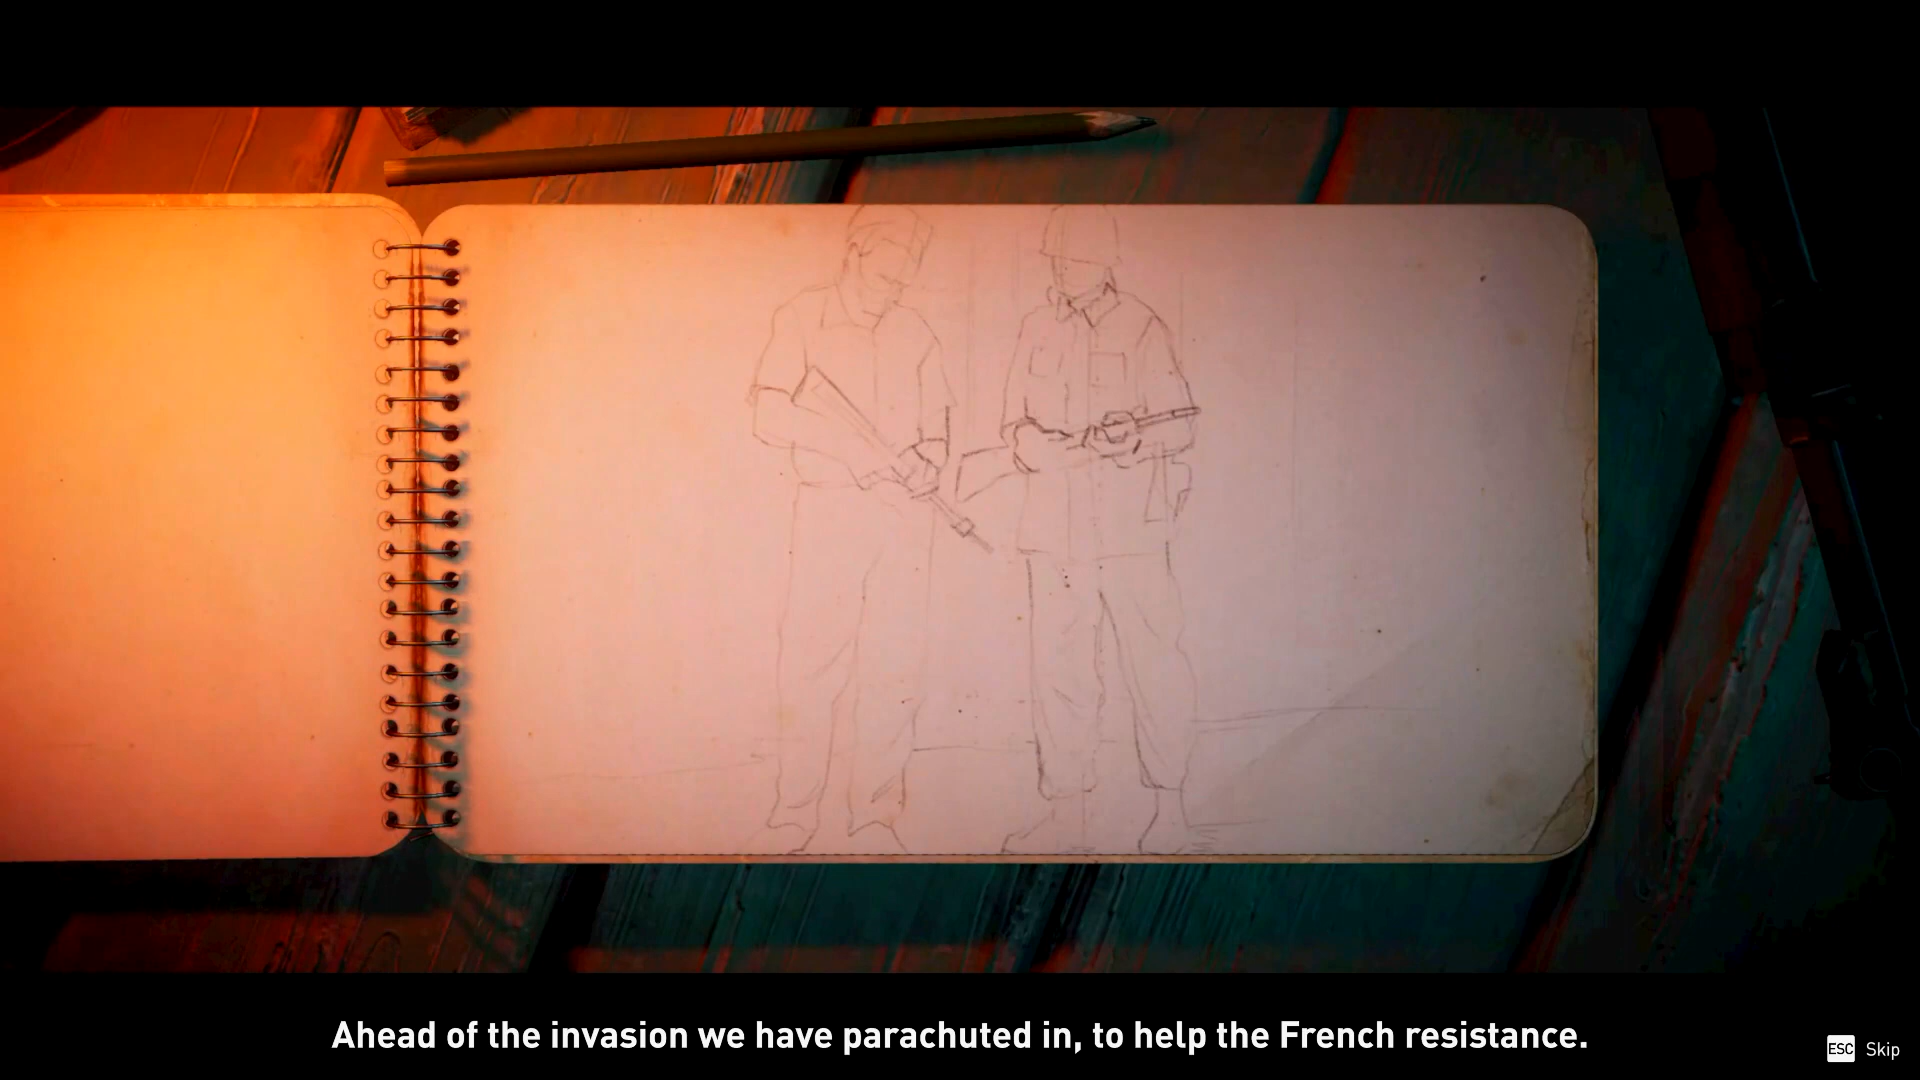 Ahead of the invasion we have parachuted in, to help the French resistance.
ESC Skip